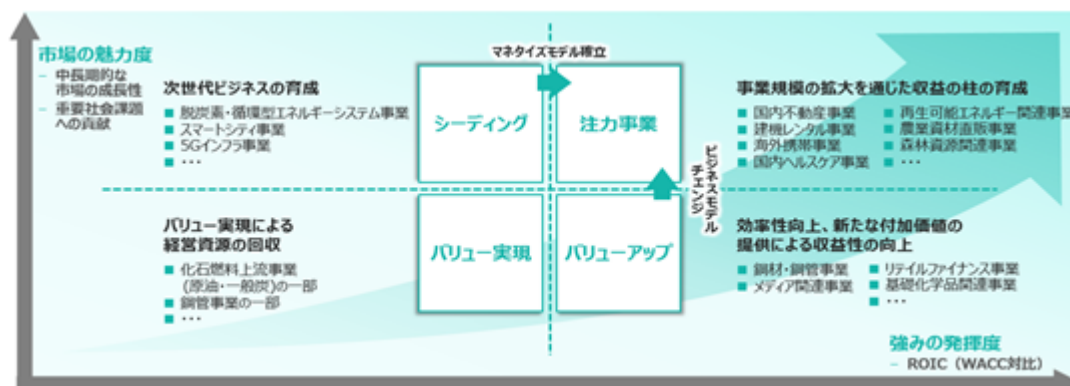 市場の魅力度
– 中長期的な
市場の成長性
– 重要社会課題
への貢献
マネタイズモデル確立
次世代ビジネスの育成
■ 脱炭素・循環型エネルギーシステム事業
■ スマートシティ事業
■ 5Gインフラ事業
■ ・・・
シーディング
注力事業
事業規模の拡大を通じた収益の柱の育成
■ 国内不動産事業
■ 建機レンタル事業
■ 海外携帯事業
■ 国内ヘルスケア事業
■ 再生可能エネルギー関連事業
■ 農業資材直販事業
■ 森林資源関連事業
■ ・・・
ビジネスモデル
チェンジ
バリュー実現による
経営資源の回収
■ 化石燃料上流事業
(原油・一般炭)の一部
■ 鋼管事業の一部
■ ・・・
バリュー実現
バリューアップ
効率性向上、新たな付加価値の
提供による収益性の向上
■ 鋼材・鋼管事業
■ メディア関連事業
■ リテイルファイナンス事業
■ 基礎化学品関連事業
■ ・・・
強みの発揮度
– ROIC（WACC対比）